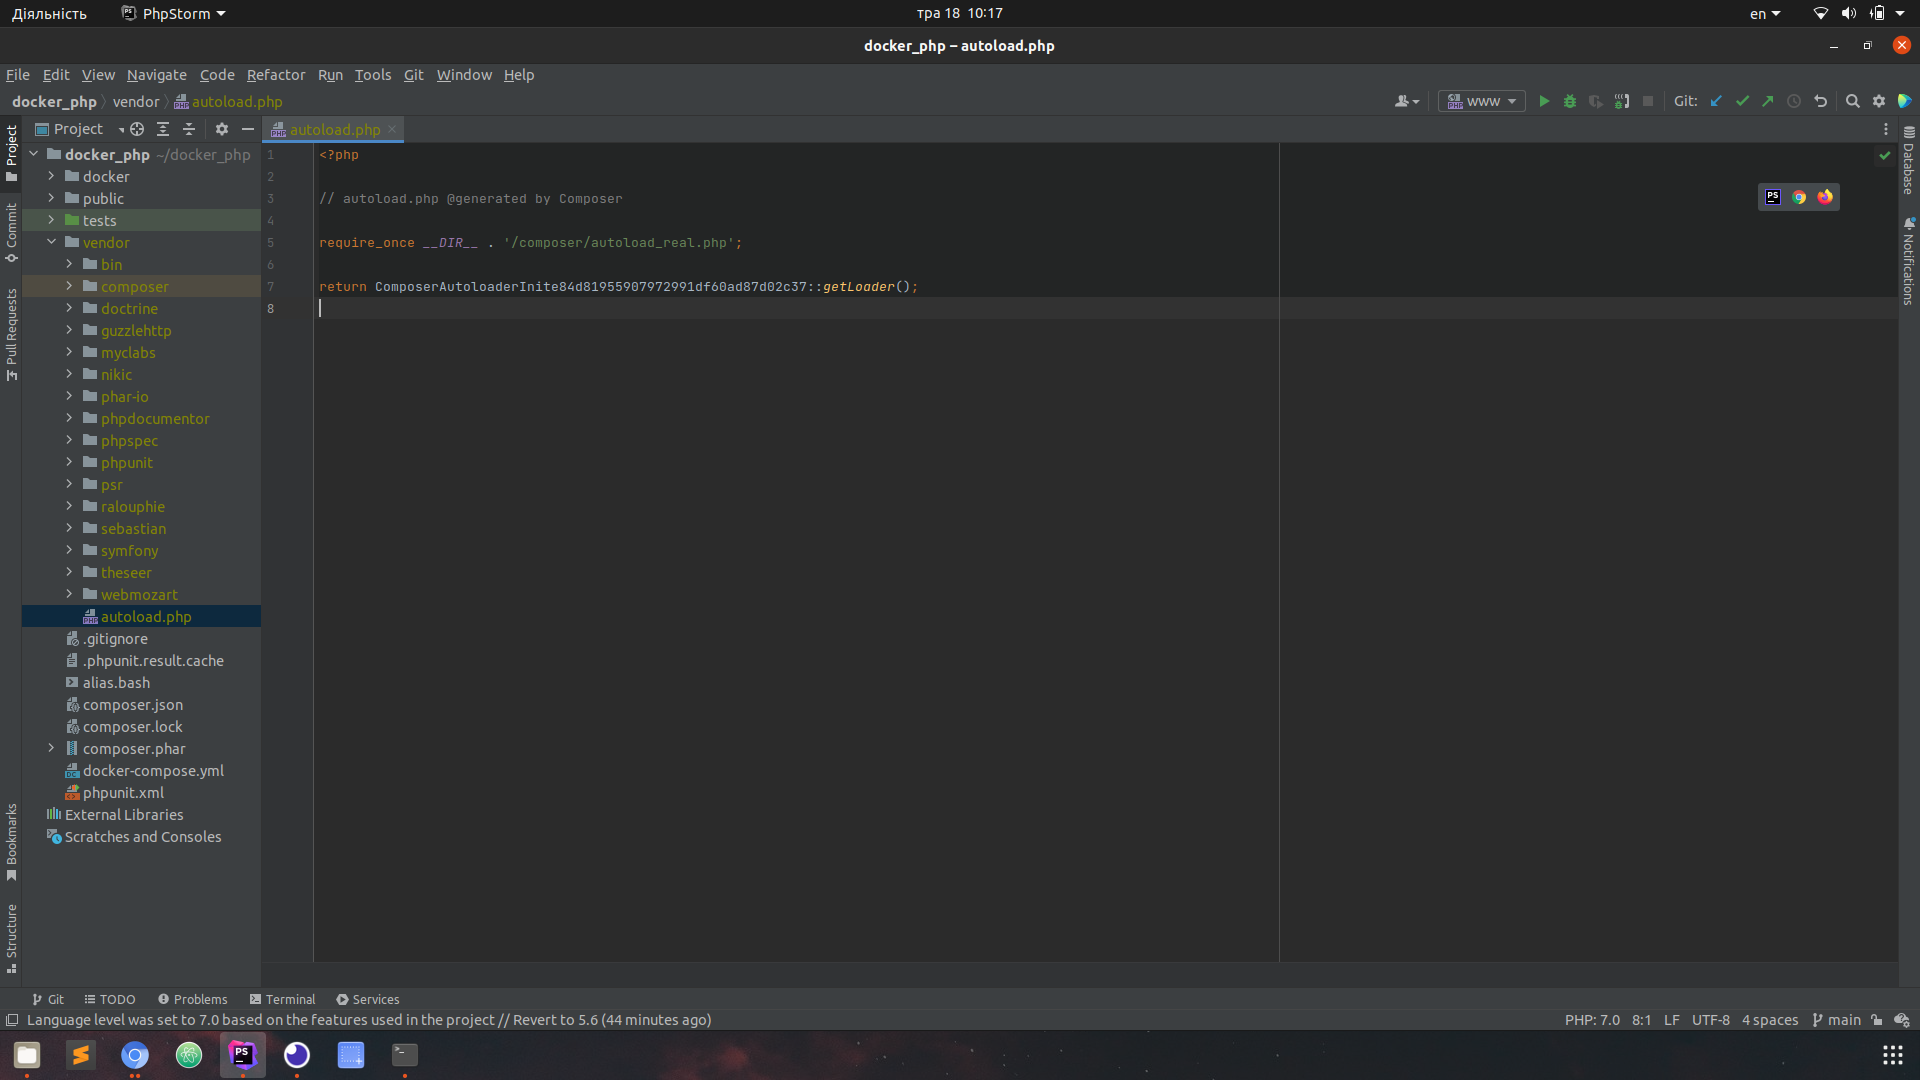 Діяльність PhpStorm тра 18 10:17 en
docker_php – autoload.php
File Edit View Navigate Code Refactor Run Tools Git Window Help
docker_php vendor autoload.php www Git:
Project autoload.php
docker_php ~/docker_php
docker
public
tests
vendor
bin
composer
doctrine
guzzlehttp
myclabs
nikic
phar-io
phpdocumentor
phpspec
phpunit
psr
ralouphie
sebastian
symfony
theseer
webmozart
autoload.php
.gitignore
.phpunit.result.cache
alias.bash
composer.json
composer.lock
composer.phar
docker-compose.yml
phpunit.xml
External Libraries
Scratches and Consoles
Project
Commit
Pull Requests
Bookmarks
Structure
1 <?php
2
3 // autoload.php @generated by Composer
4
5 require_once __DIR__ . '/composer/autoload_real.php';
6
7 return ComposerAutoloaderInite84d81955907972991df60ad87d02c37::getLoader();
8
Database
Notifications
Git TODO Problems Terminal Services
Language level was set to 7.0 based on the features used in the project // Revert to 5.6 (44 minutes ago) PHP: 7.0 8:1 LF UTF-8 4 spaces main